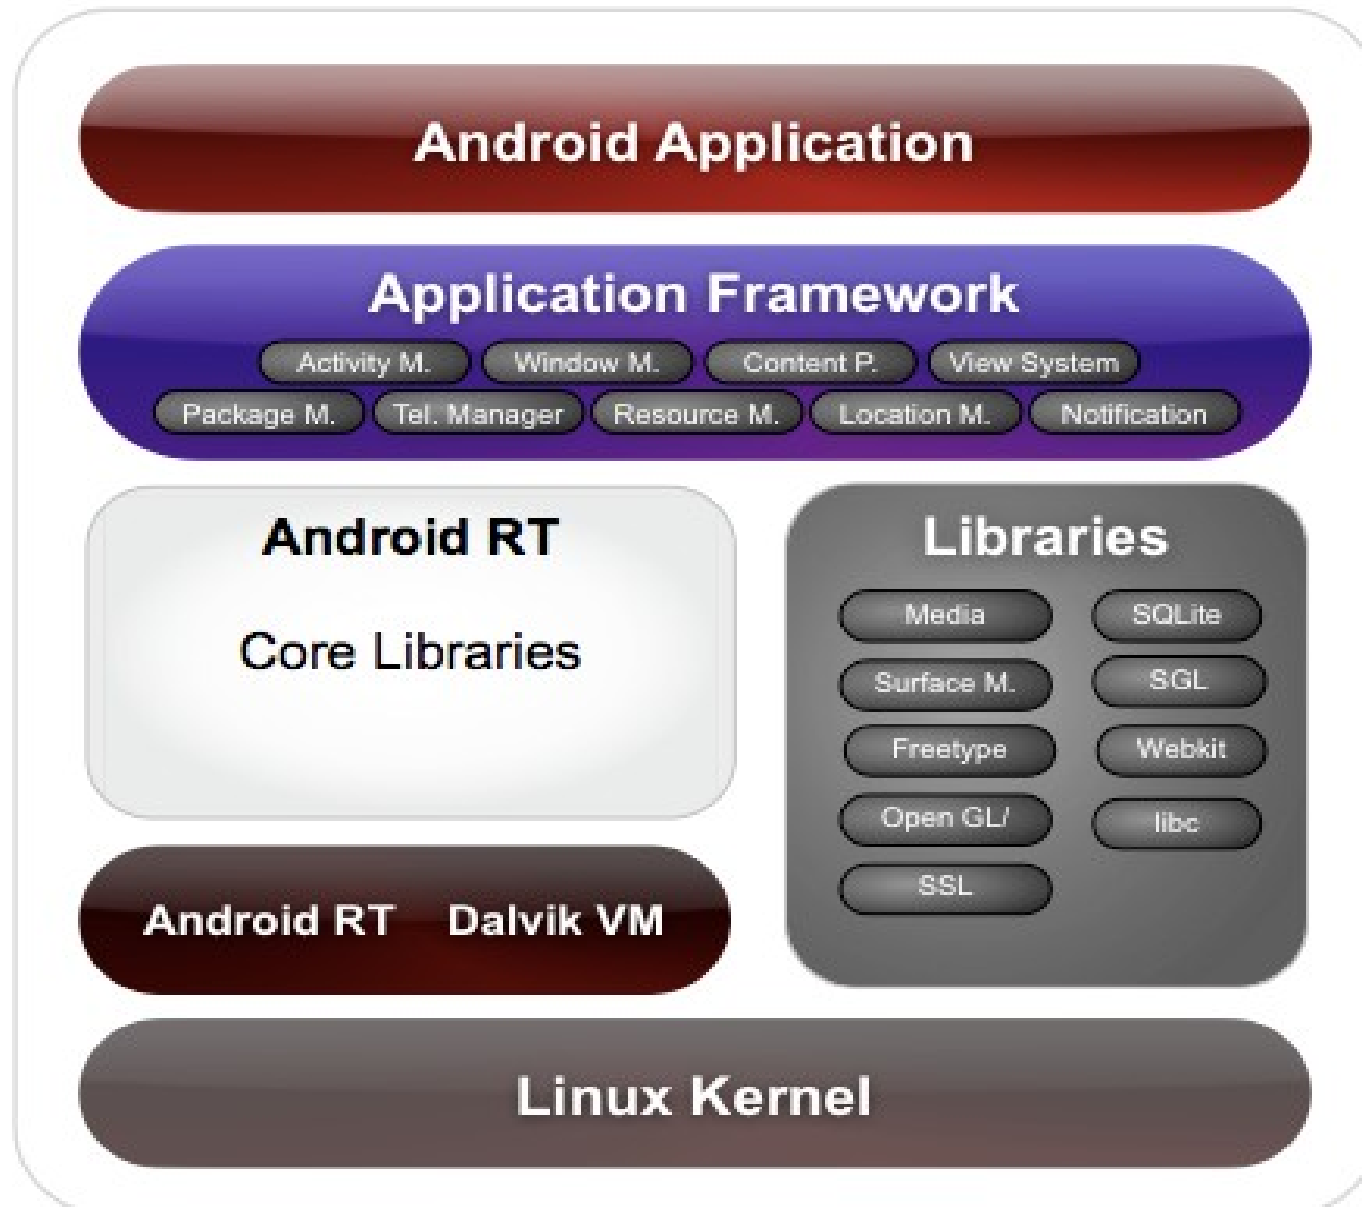 Android Application
Application Framework
Activity M. Window M. Content P. View System
Package M. Tel. Manager Resource M. Location M. Notification
Android RT
Core Libraries
Libraries
Media SQLite
Surface M. SGL
Freetype Webkit
Open GL/ libc
SSL
Android RT Dalvik VM
Linux Kernel